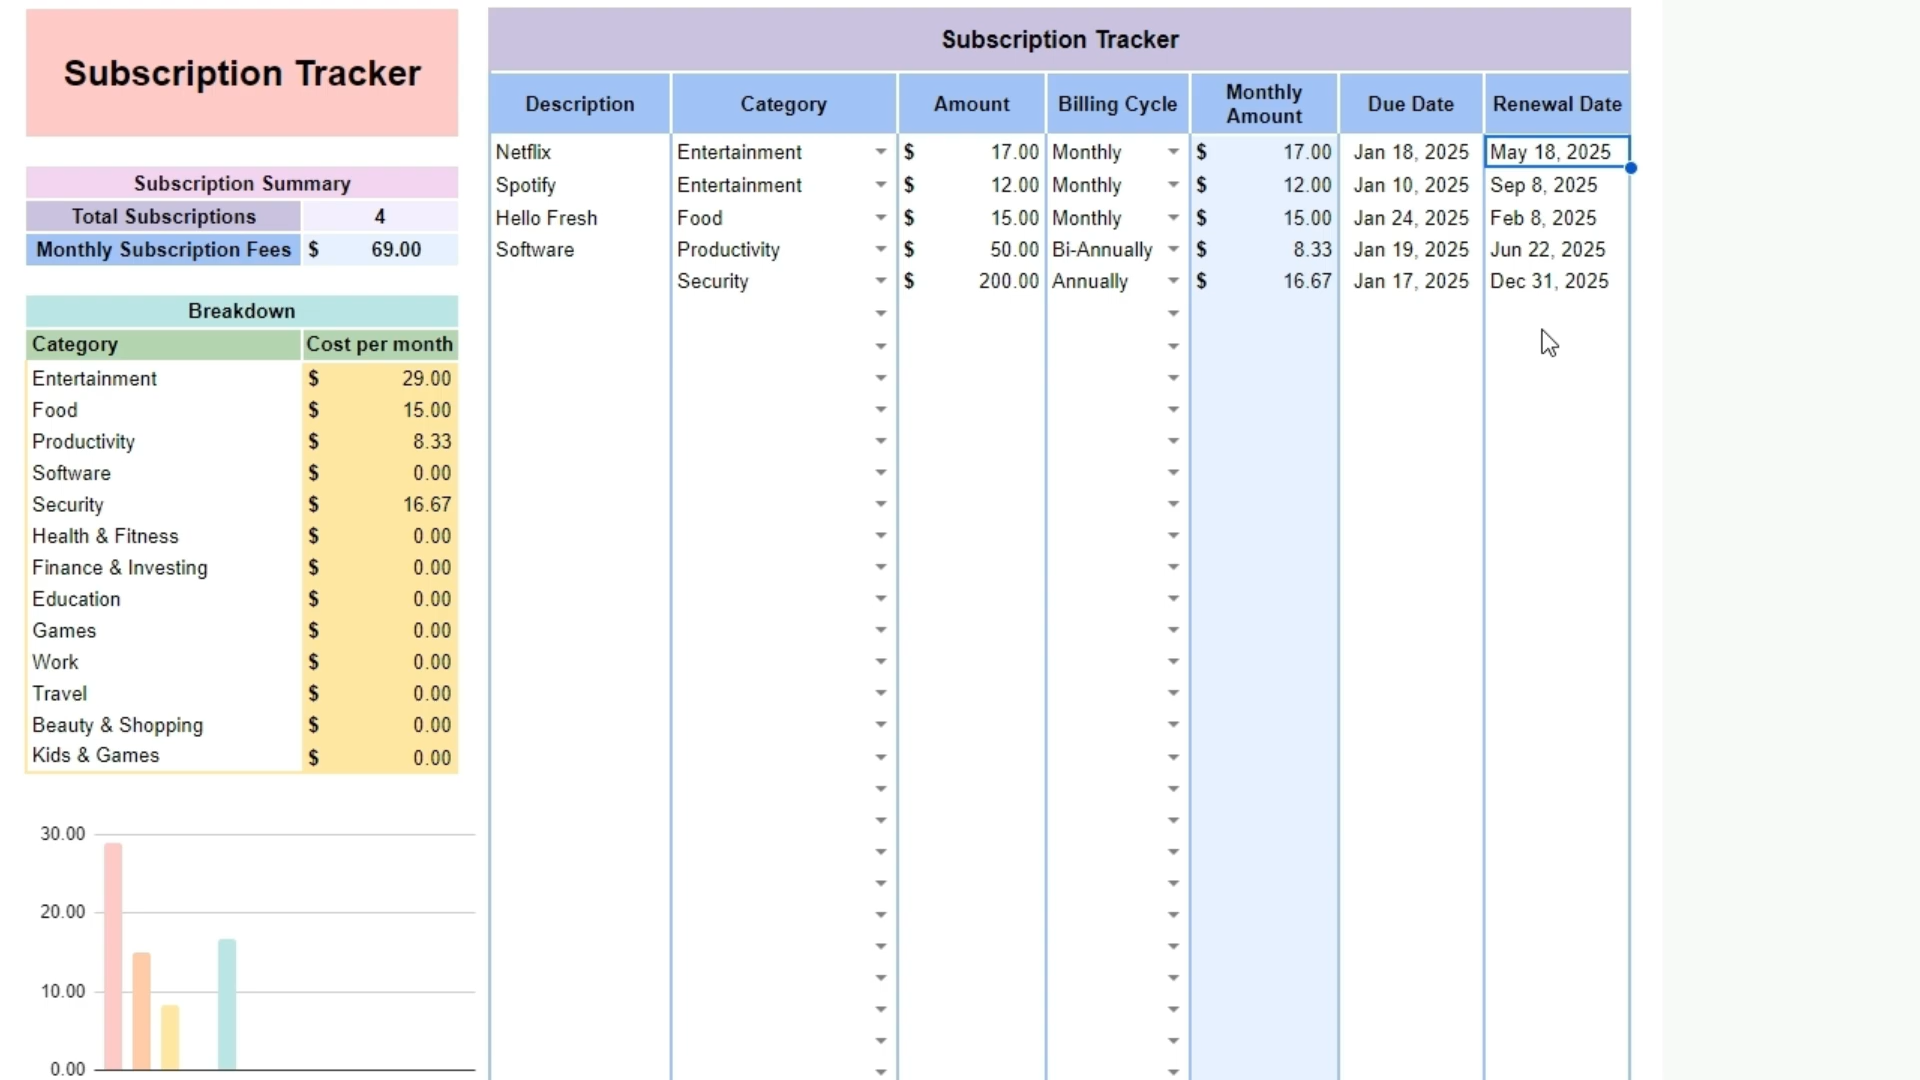 Subscription Tracker
Subscription Summary
Total Subscriptions 4
Monthly Subscription Fees $ 69.00
Breakdown
Category Cost per month
Entertainment $ 29.00
Food $ 15.00
Productivity $ 8.33
Software $ 0.00
Security $ 16.67
Health & Fitness $ 0.00
Finance & Investing $ 0.00
Education $ 0.00
Games $ 0.00
Work $ 0.00
Travel $ 0.00
Beauty & Shopping $ 0.00
Kids & Games $ 0.00
30.00
20.00
10.00
0.00
Subscription Tracker
Description Category Amount Billing Cycle Monthly Amount Due Date Renewal Date
Netflix Entertainment $ 17.00 Monthly $ 17.00 Jan 18, 2025 May 18, 2025
Spotify Entertainment $ 12.00 Monthly $ 12.00 Jan 10, 2025 Sep 8, 2025
Hello Fresh Food $ 15.00 Monthly $ 15.00 Jan 24, 2025 Feb 8, 2025
Software Productivity $ 50.00 Bi-Annually $ 8.33 Jan 19, 2025 Jun 22, 2025
Security $ 200.00 Annually $ 16.67 Jan 17, 2025 Dec 31, 2025